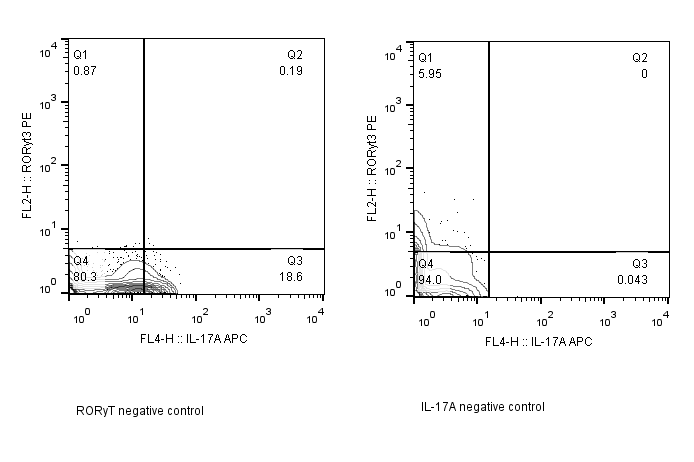 Q1
0.87
Q2
0.19
Q4
80.3
Q3
18.6
10^4
10^3
10^2
10^1
10^0
10^0 10^1 10^2 10^3 10^4
FL2-H :: RORyt3 PE
FL4-H :: IL-17A APC
RORyT negative control
Q1
5.95
Q2
0
Q4
94.0
Q3
0.043
10^4
10^3
10^2
10^1
10^0
10^0 10^1 10^2 10^3 10^4
FL2-H :: RORyt3 PE
FL4-H :: IL-17A APC
IL-17A negative control